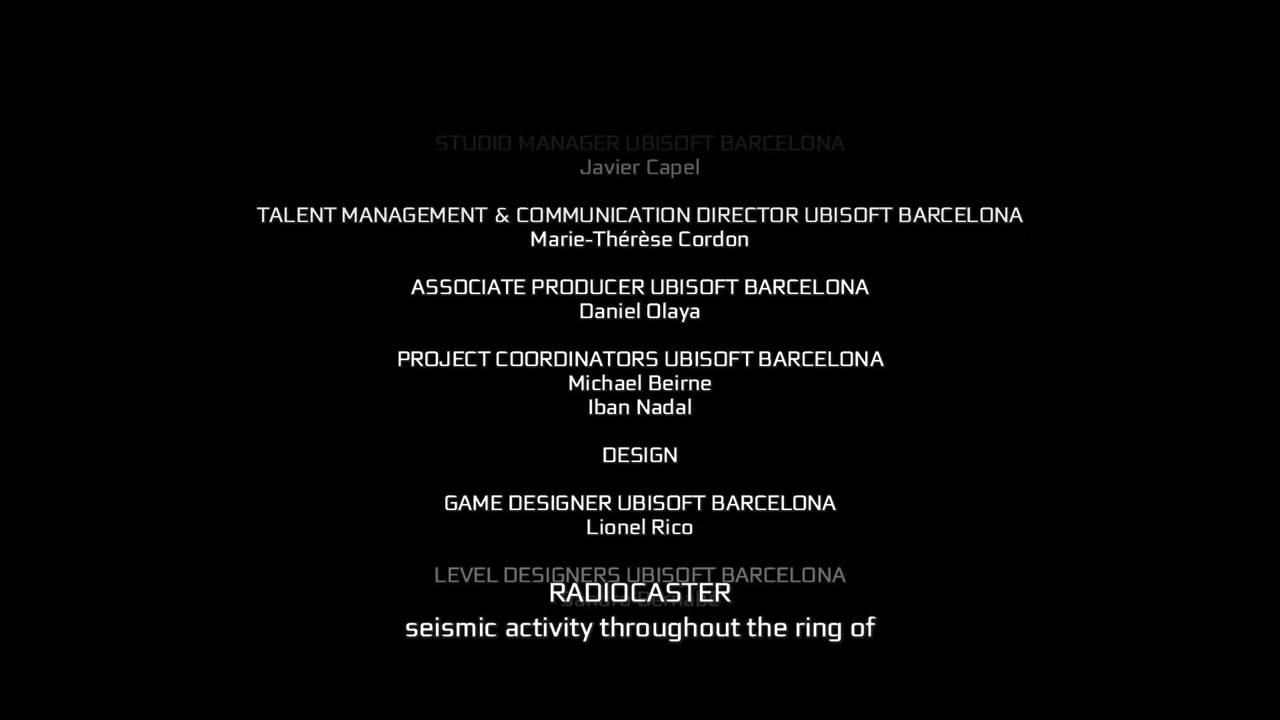 STUDIO MANAGER UBISOFT BARCELONA
Javier Capel
TALENT MANAGEMENT & COMMUNICATION DIRECTOR UBISOFT BARCELONA
Marie-Thérèse Cordon
ASSOCIATE PRODUCER UBISOFT BARCELONA
Daniel Olaya
PROJECT COORDINATORS UBISOFT BARCELONA
Michael Beirne
Iban Nadal
DESIGN
GAME DESIGNER UBISOFT BARCELONA
Lionel Rico
LEVEL DESIGNERS UBISOFT BARCELONA
RADIOCASTER
seismic activity throughout the ring of